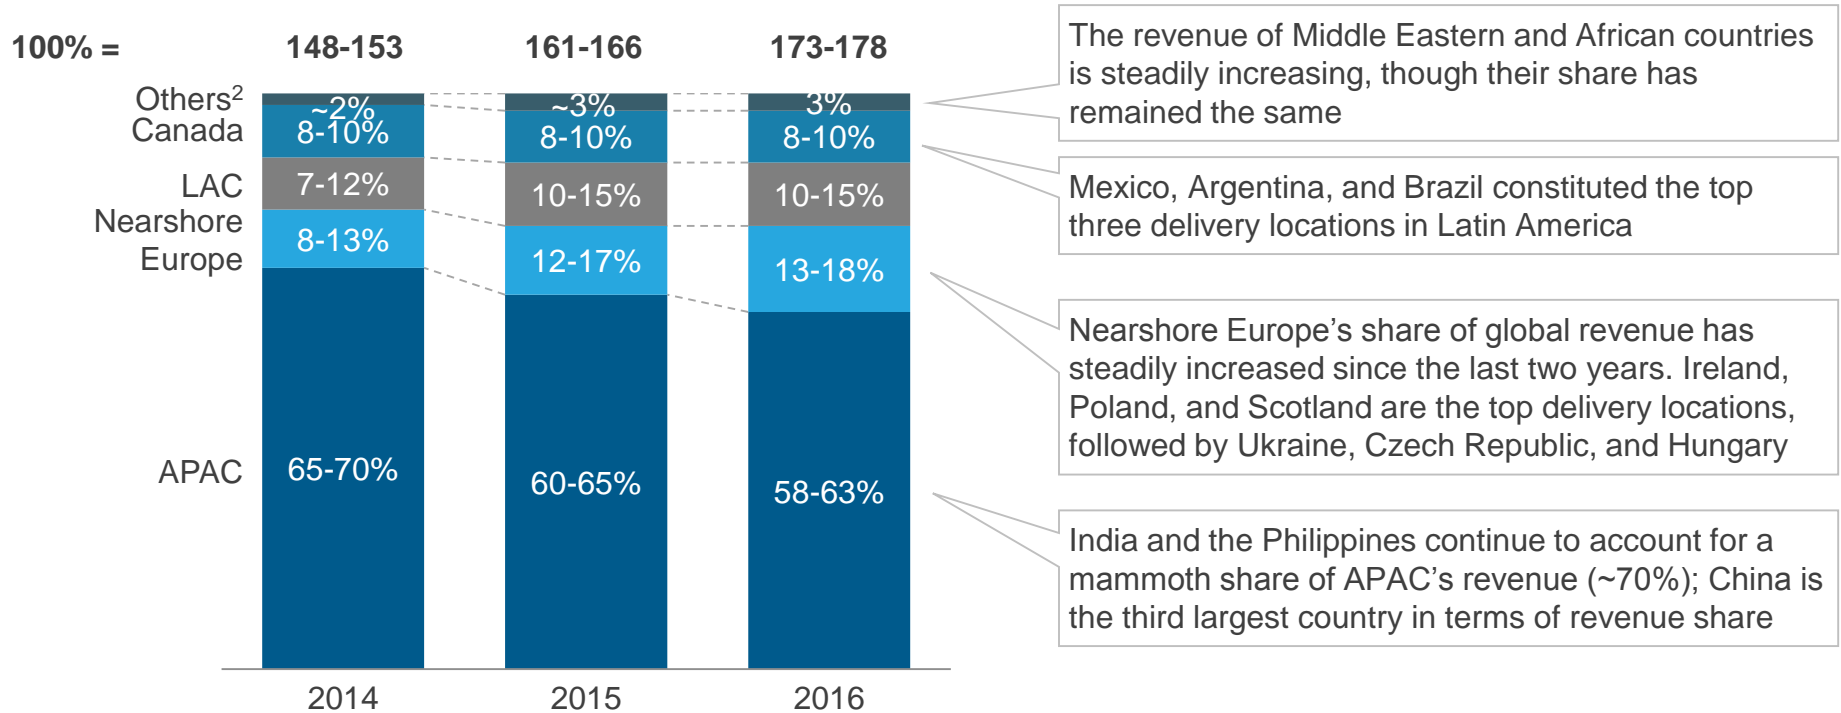 100% = 148-153 161-166 173-178
Others2 ~2% ~3% 3%
Canada 8-10% 8-10% 8-10%
LAC 7-12% 10-15% 10-15%
Nearshore
Europe 8-13% 12-17% 13-18%
APAC 65-70% 60-65% 58-63%
2014 2015 2016
The revenue of Middle Eastern and African countries
is steadily increasing, though their share has
remained the same
Mexico, Argentina, and Brazil constituted the top
three delivery locations in Latin America
Nearshore Europe’s share of global revenue has
steadily increased since the last two years. Ireland,
Poland, and Scotland are the top delivery locations,
followed by Ukraine, Czech Republic, and Hungary
India and the Philippines continue to account for a
mammoth share of APAC’s revenue (~70%); China is
the third largest country in terms of revenue share